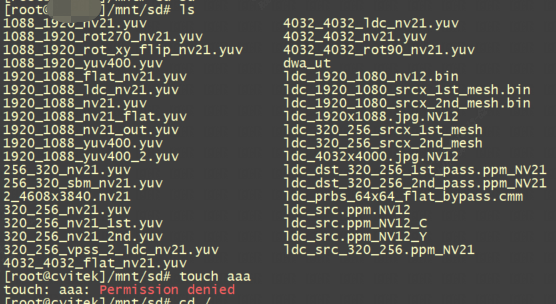 [root@]/mnt/sd# ls
1088_1920_nv21.yuv 4032_4032_ldc_nv21.yuv
1088_1920_rot270_nv21.yuv 4032_4032_nv21.yuv
1088_1920_rot_xy_flip_nv21.yuv 4032_4032_rot90_nv21.yuv
1088_1920_yuv400.yuv dwa_ut
1920_1088_flat_nv21.yuv ldc_1920_1080_nv12.bin
1920_1088_ldc_nv21.yuv ldc_1920_1080_srcx_1st_mesh.bin
1920_1088_nv21.yuv ldc_1920_1080_srcx_2nd_mesh.bin
1920_1088_nv21_flat.yuv ldc_1920x1088.jpg.NV12
1920_1088_nv21_out.yuv ldc_320_256_srcx_1st_mesh
1920_1088_yuv400.yuv ldc_320_256_srcx_2nd_mesh
1920_1088_yuv400_2.yuv ldc_4032x4000.jpg.NV12
256_320_nv21.yuv ldc_dst_320_256_1st_pass.ppm_NV21
256_320_sbm_nv21.yuv ldc_dst_320_256_2nd_pass.ppm_NV21
2_4608x3840.nv21 ldc_prbs_64x64_flat_bypass.cmm
320_256_nv21.yuv ldc_src.ppm.NV12
320_256_nv21_1st.yuv ldc_src.ppm.NV12_C
320_256_nv21_2nd.yuv ldc_src.ppm.NV12_Y
320_256_vpss_2_ldc_nv21.yuv ldc_src_320_256.ppm_NV21
4032_4032_flat_nv21.yuv
[root@cvitek]/mnt/sd# touch aaa
touch: aaa: Permission denied
[root@cvitek]/mnt/sd# cd /